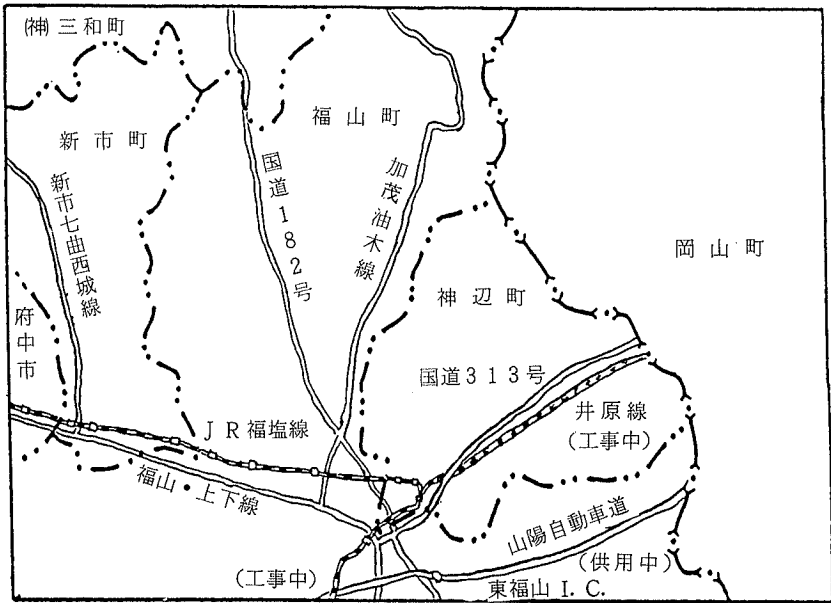 ㈷三和町
新市町
福山町
国道182号
加茂油木線
新市七曲西城線
岡山町
神辺町
府中市
国道313号
井原線
(工事中)
JR福塩線
福山・上下線
山陽自動車道
(供用中)
(工事中)
東福山 I.C.